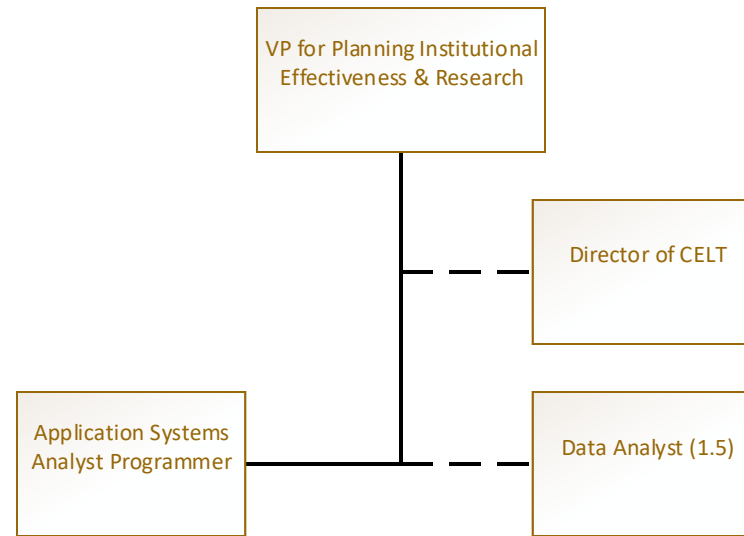 VP for Planning Institutional
Effectiveness & Research
Director of CELT
Application Systems
Analyst Programmer
Data Analyst (1.5)